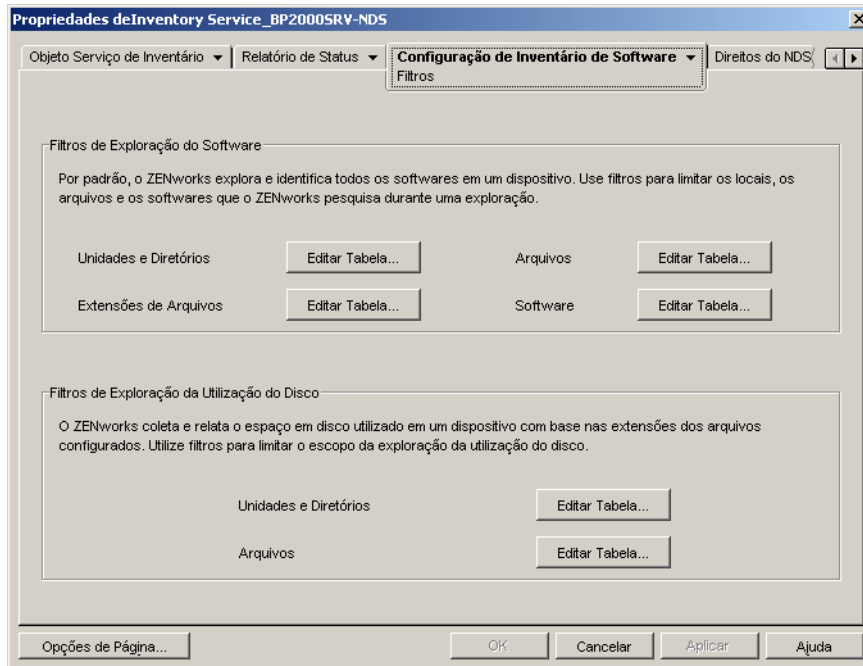 Propriedades deInventory Service_BP2000SRV-NDS
Objeto Serviço de Inventário
Relatório de Status
Configuração de Inventário de Software
Direitos do NDS
Filtros
Filtros de Exploração do Software
Por padrão, o ZENworks explora e identifica todos os softwares em um dispositivo. Use filtros para limitar os locais, os
arquivos e os softwares que o ZENworks pesquisa durante uma exploração.
Unidades e Diretórios
Editar Tabela...
Arquivos
Editar Tabela...
Extensões de Arquivos
Editar Tabela...
Software
Editar Tabela...
Filtros de Exploração da Utilização do Disco
O ZENworks coleta e relata o espaço em disco utilizado em um dispositivo com base nas extensões dos arquivos
configurados. Utilize filtros para limitar o escopo da exploração da utilização do disco.
Unidades e Diretórios
Editar Tabela...
Arquivos
Editar Tabela...
Opções de Página...
OK
Cancelar
Aplicar
Ajuda